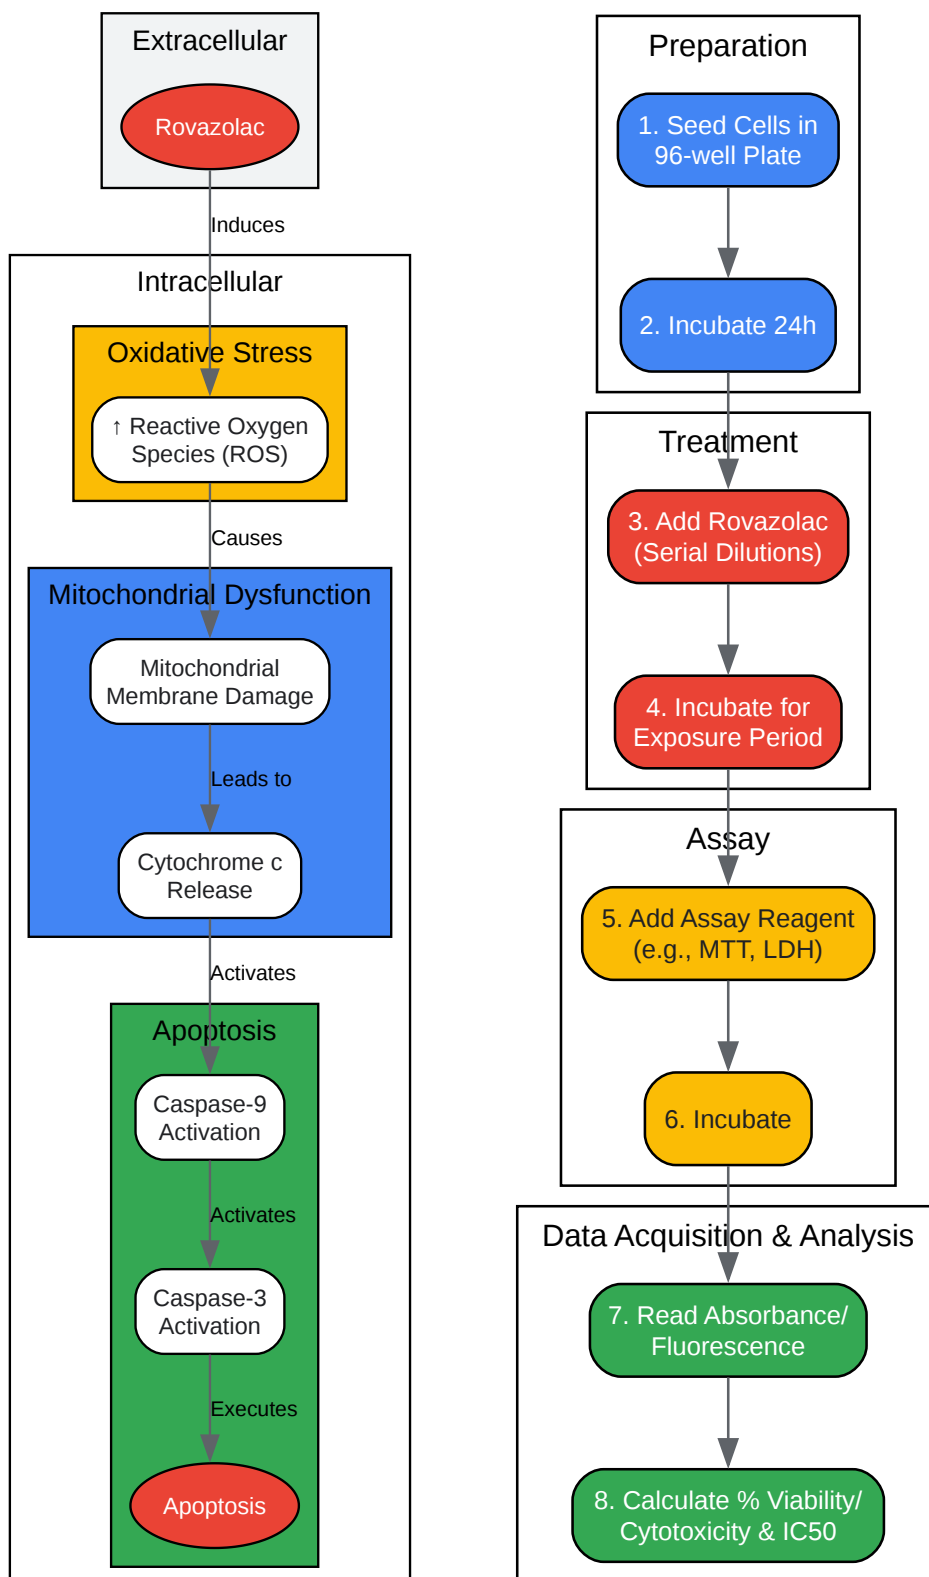 Extracellular
Rovazolac
Induces
Intracellular
Oxidative Stress
↑ Reactive Oxygen
Species (ROS)
Causes
Mitochondrial Dysfunction
Mitochondrial
Membrane Damage
Leads to
Cytochrome c
Release
Activates
Apoptosis
Caspase-9
Activation
Activates
Caspase-3
Activation
Executes
Apoptosis
Preparation
1. Seed Cells in
96-well Plate
2. Incubate 24h
Treatment
3. Add Rovazolac
(Serial Dilutions)
4. Incubate for
Exposure Period
Assay
5. Add Assay Reagent
(e.g., MTT, LDH)
6. Incubate
Data Acquisition & Analysis
7. Read Absorbance/
Fluorescence
8. Calculate % Viability/
Cytotoxicity & IC50